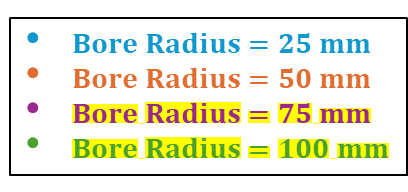 • Bore Radius = 25 mm
• Bore Radius = 50 mm
• Bore Radius = 75 mm
• Bore Radius = 100 mm